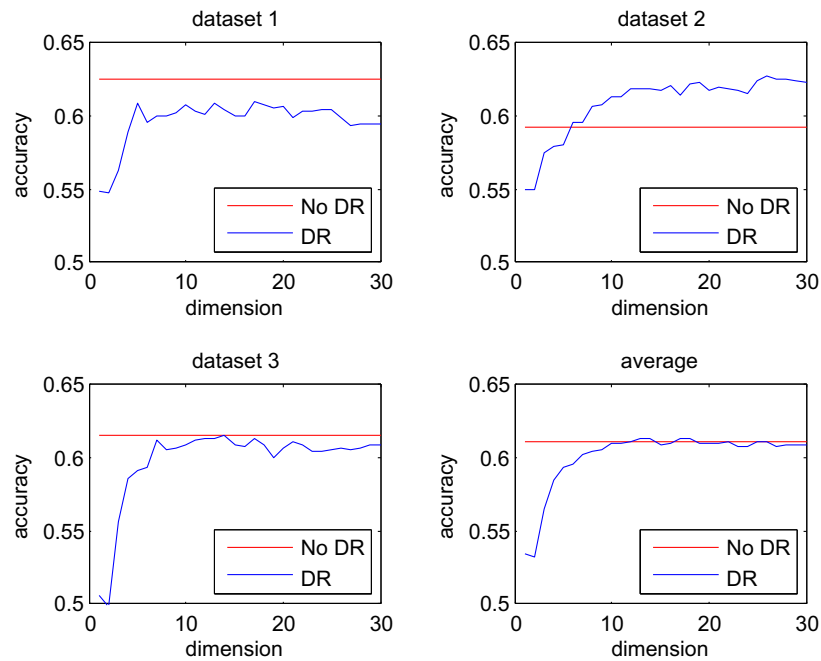 dataset 1
0.65
0.6
0.55
0.5
accuracy
No DR
DR
0 10 20 30
dimension
dataset 2
0.65
0.6
0.55
0.5
accuracy
No DR
DR
0 10 20 30
dimension
dataset 3
0.65
0.6
0.55
0.5
accuracy
No DR
DR
0 10 20 30
dimension
average
0.65
0.6
0.55
0.5
accuracy
No DR
DR
0 10 20 30
dimension